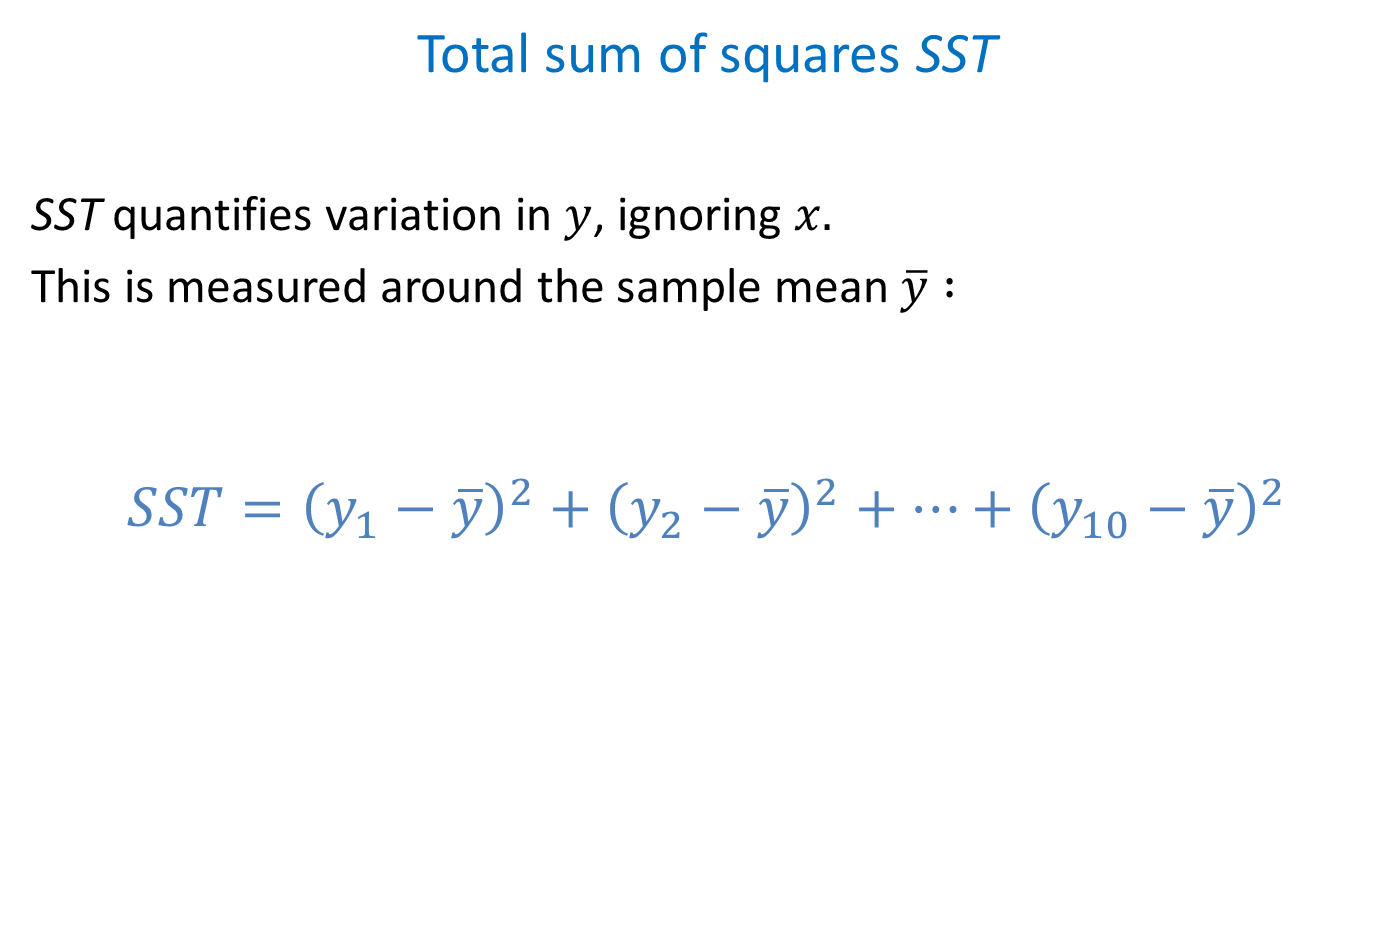 Total sum of squares SST
SST quantifies variation in y, ignoring x.
This is measured around the sample mean ȳ :
SST = (y₁ − ȳ)² + (y₂ − ȳ)² + ⋯ + (y₁₀ − ȳ)²